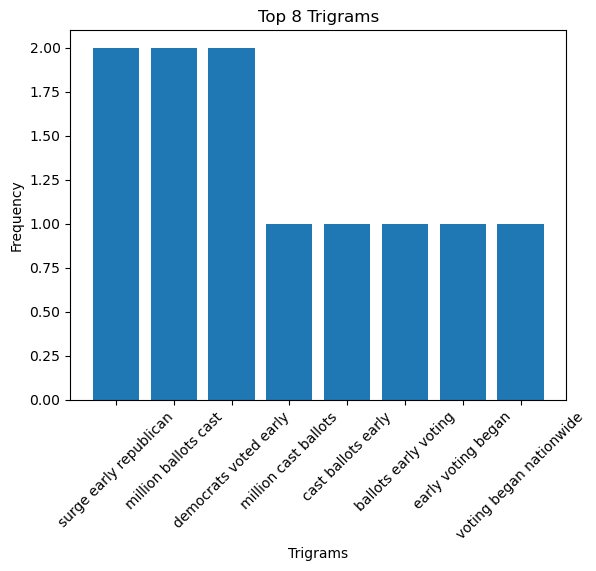 Top 8 Trigrams
Frequency
2.00
1.75
1.50
1.25
1.00
0.75
0.50
0.25
0.00
surge early republican
million ballots cast
democrats voted early
million cast ballots
cast ballots early
ballots early voting
early voting began
voting began nationwide
Trigrams